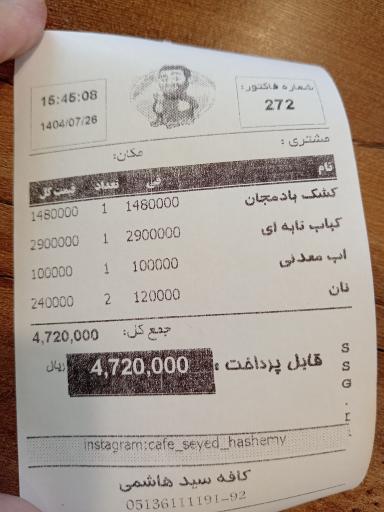 شماره فاکتور:
272
15:45:08
1404/07/26
مشتری :
مکان:
نام فی تعداد قیمت کل
کشک بادمجان 1480000 1 1480000
کباب تابه ای 2900000 1 2900000
اب معدنی 100000 1 100000
نان 120000 2 240000
جمع کل: 4,720,000
قابل پرداخت : 4,720,000 ریال
instagram:cafe_seyed_hashemy
کافه سید هاشمی
05136111191-92